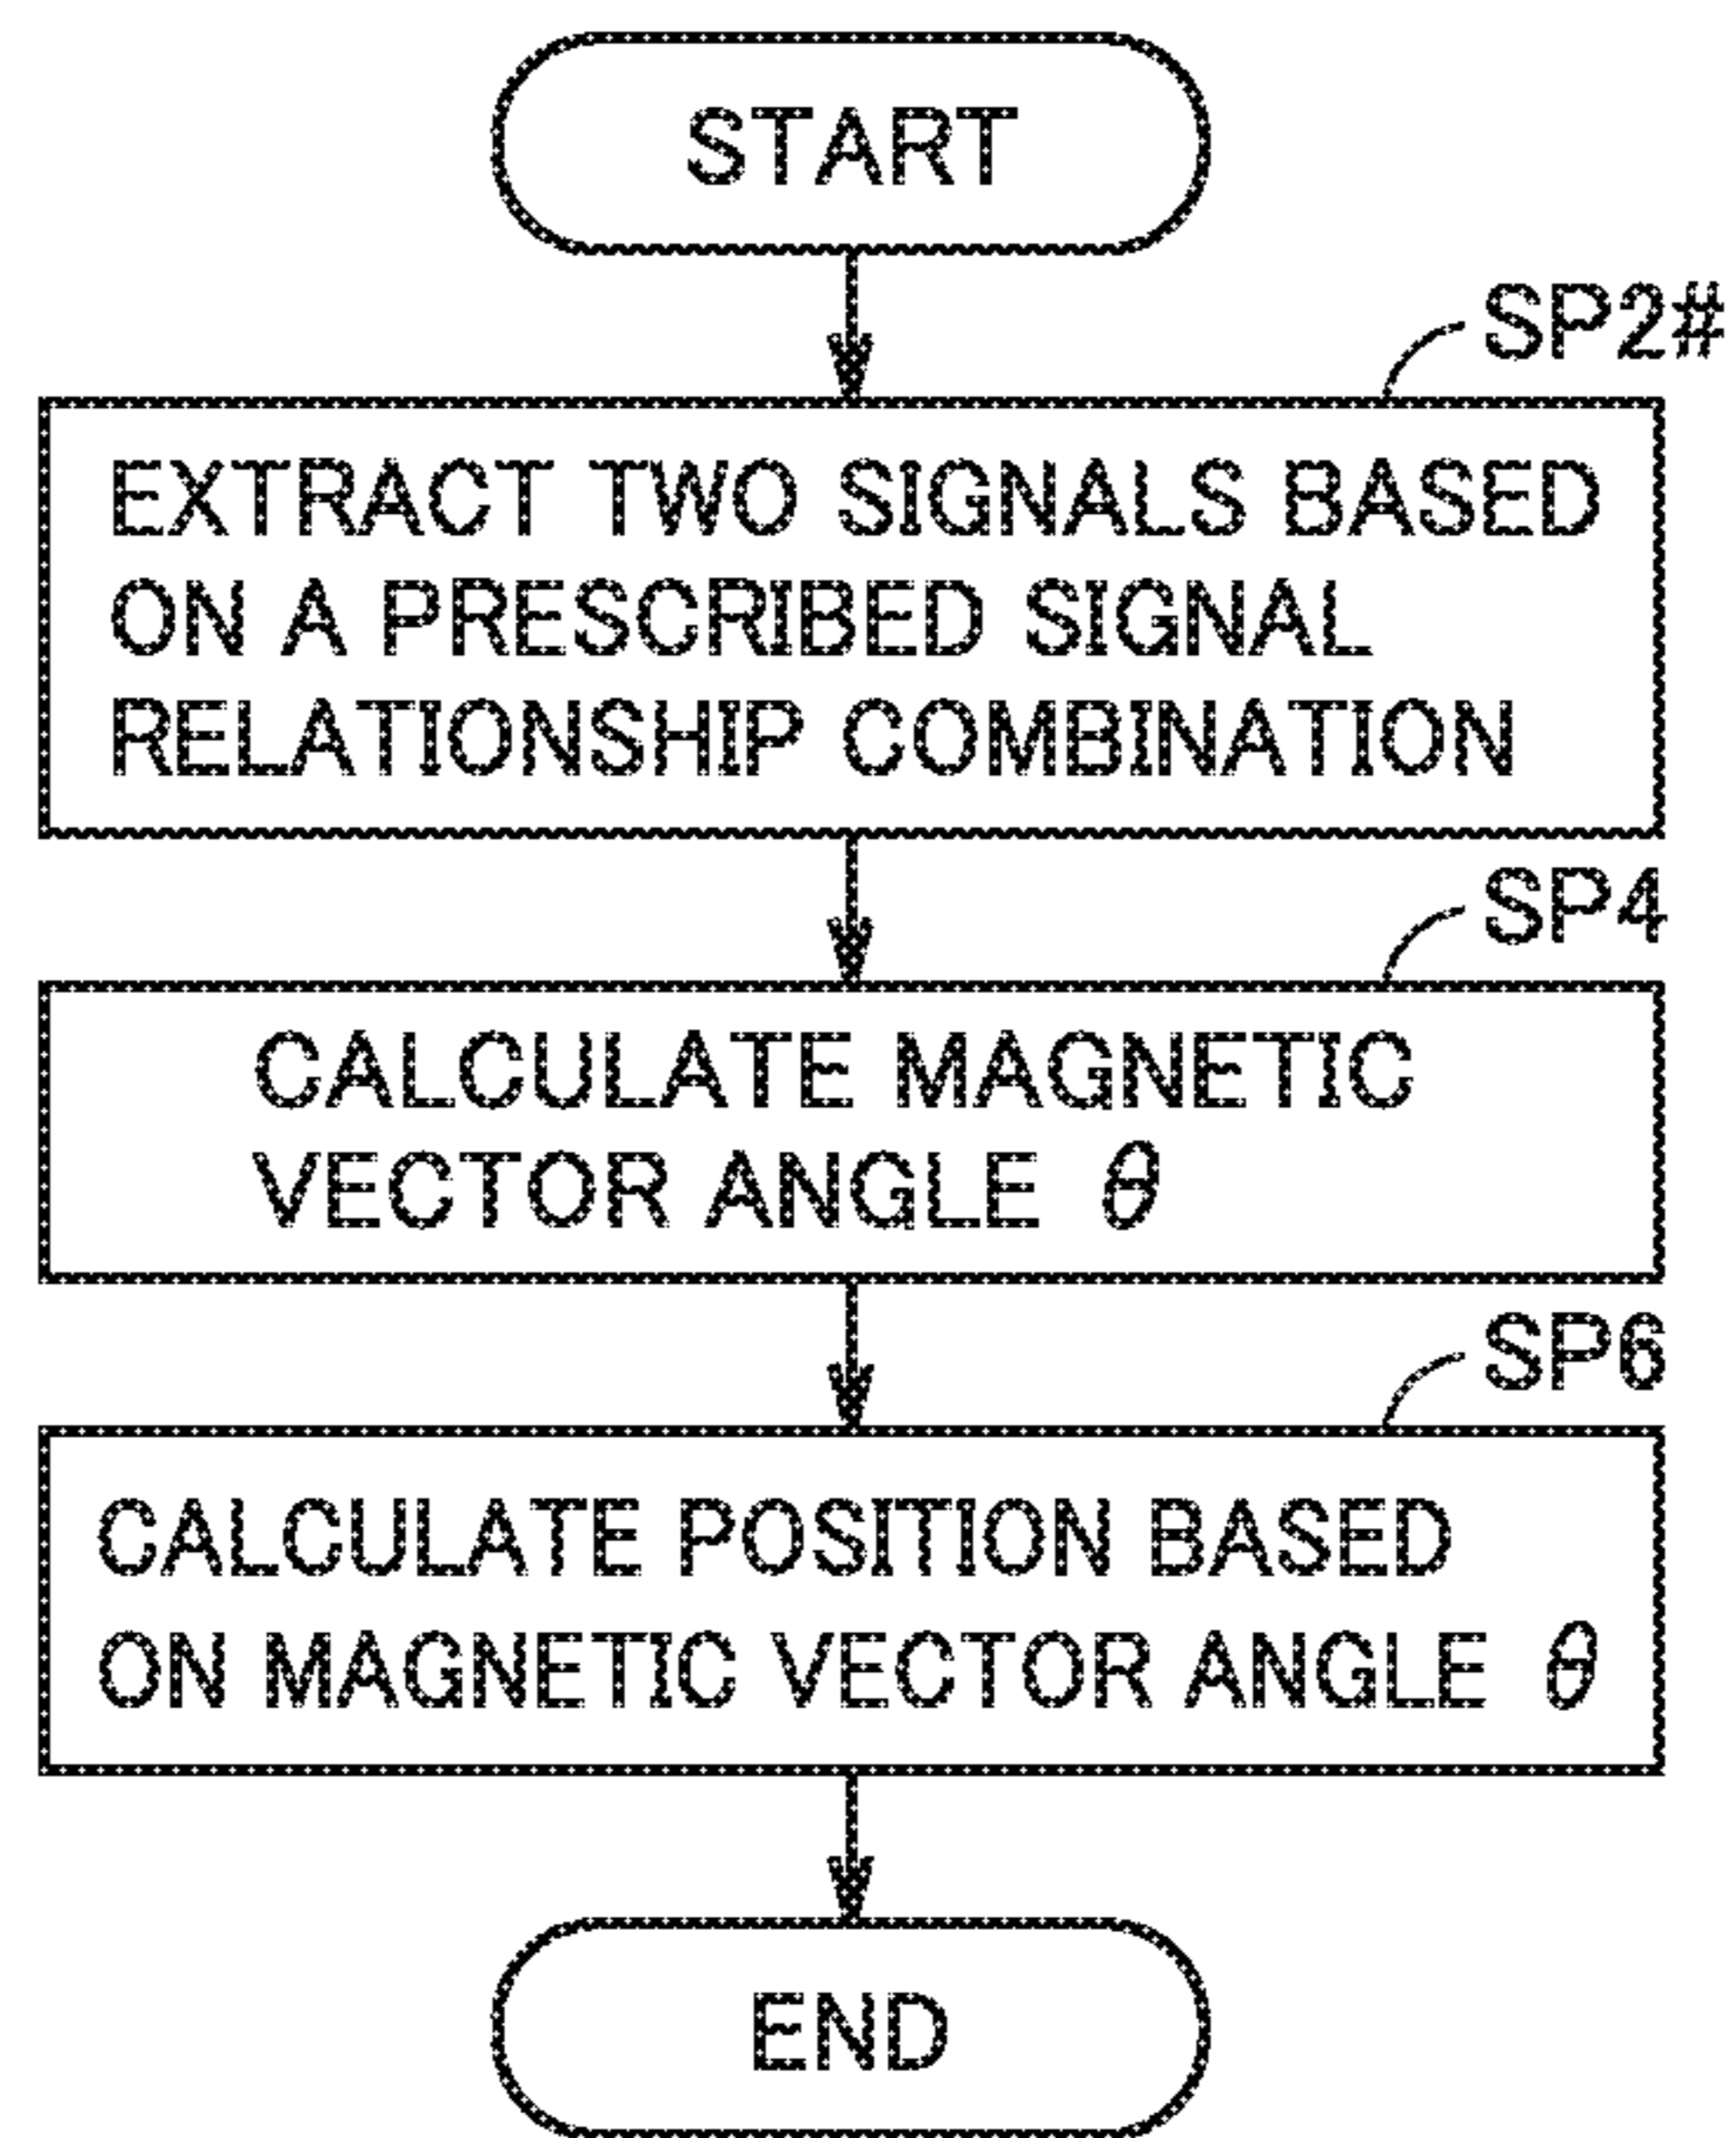 START
SP2#
EXTRACT TWO SIGNALS BASED
ON A PRESCRIBED SIGNAL
RELATIONSHIP COMBINATION
SP4
CALCULATE MAGNETIC
VECTOR ANGLE θ
SP6
CALCULATE POSITION BASED
ON MAGNETIC VECTOR ANGLE θ
END